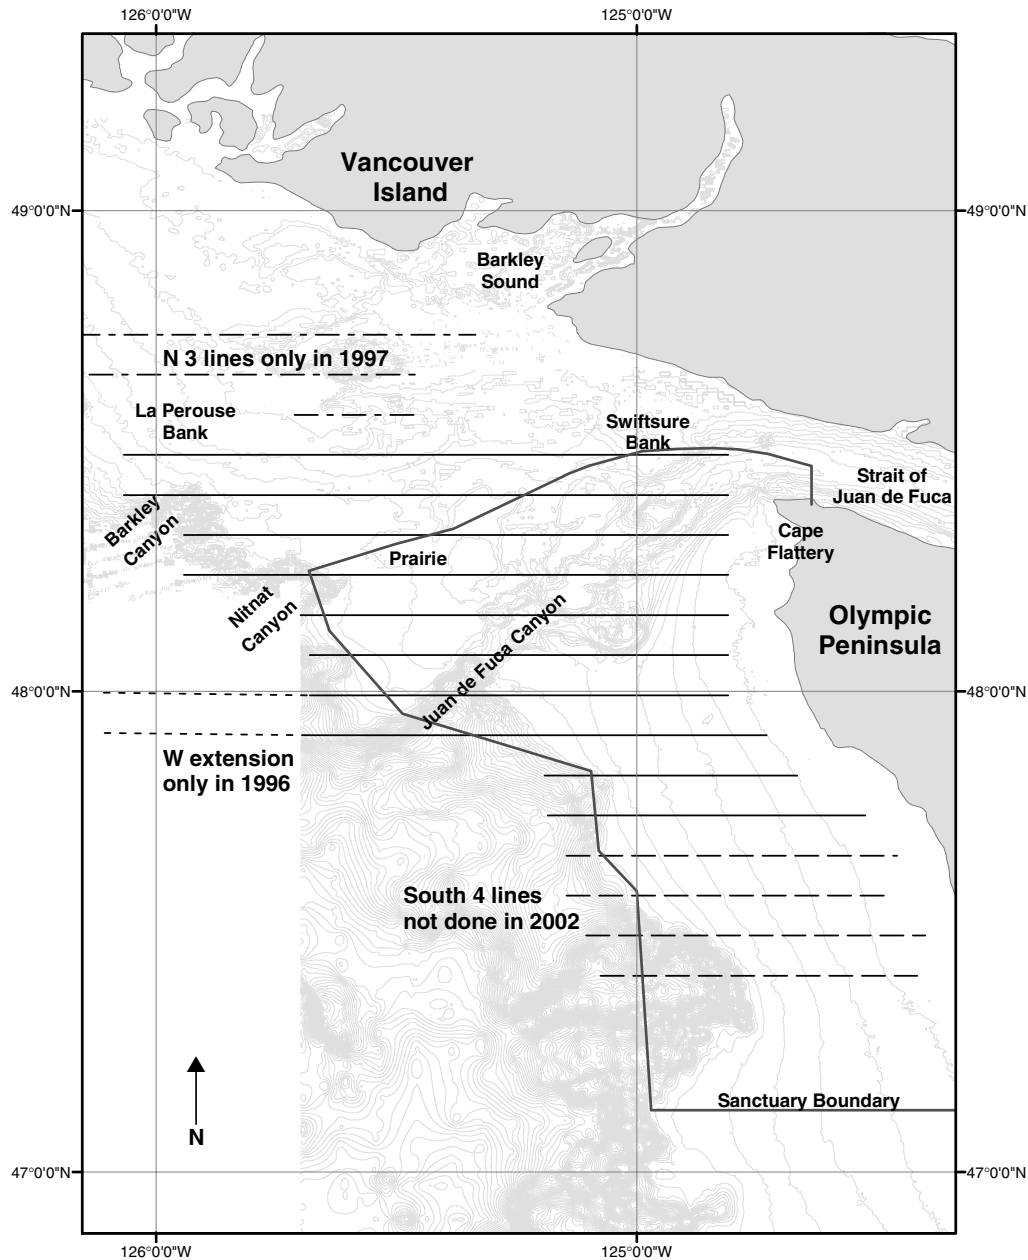 126°0'0"W
125°0'0"W
Vancouver
Island
49°0'0"N
49°0'0"N
Barkley
Sound
N 3 lines only in 1997
La Perouse
Bank
Swiftsure
Bank
Strait of
Juan de Fuca
Barkley
Canyon
Cape
Flattery
Prairie
Nitnat
Canyon
Juan de Fuca Canyon
Olympic
Peninsula
48°0'0"N
48°0'0"N
W extension
only in 1996
South 4 lines
not done in 2002
Sanctuary Boundary
N
47°0'0"N
47°0'0"N
126°0'0"W
125°0'0"W